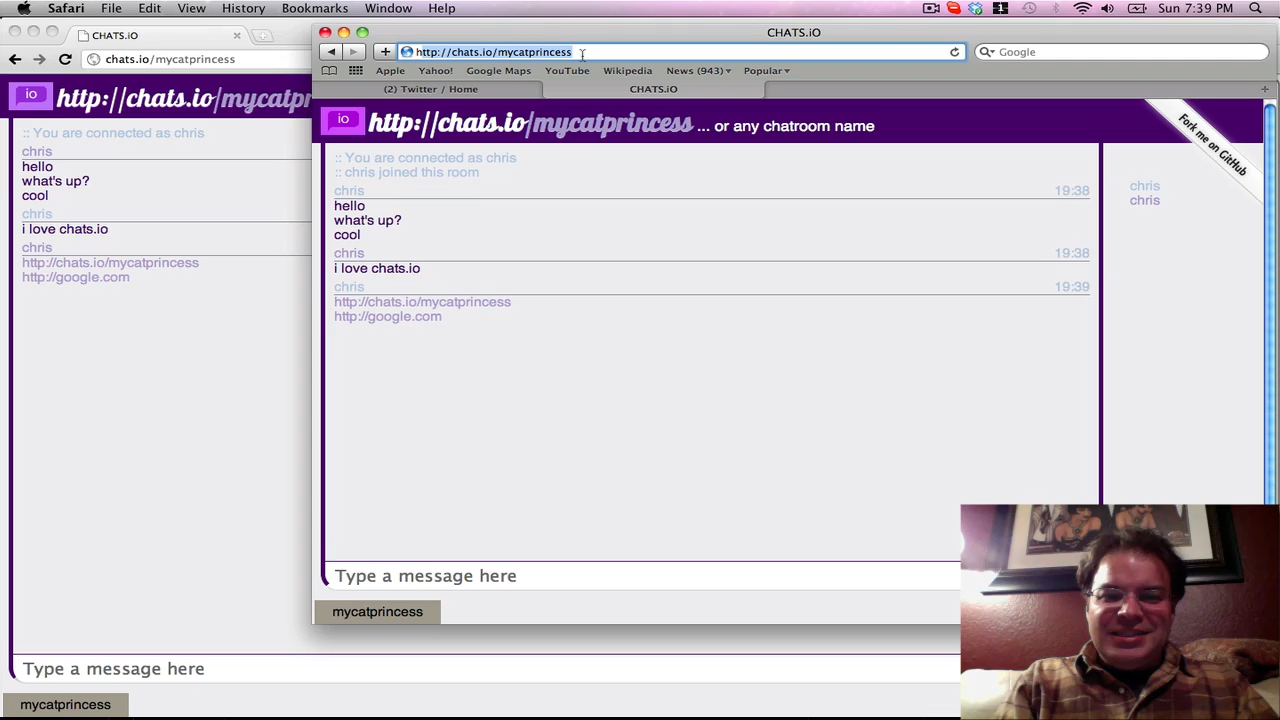 Safari File Edit View History Bookmarks Window Help
1 Sun 7:39 PM
CHATS.iO
chats.io/mycatprincess
io http://chats.io/mycatpr
:: You are connected as chris
chris
hello
what's up?
cool
chris
i love chats.io
chris
http://chats.io/mycatprincess
http://google.com
Type a message here
mycatprincess
CHATS.iO
http://chats.io/mycatprincess
Google
Apple Yahoo! Google Maps YouTube Wikipedia News (943) Popular
(2) Twitter / Home CHATS.iO
io http://chats.io/mycatprincess ... or any chatroom name
Fork me on GitHub
:: You are connected as chris
:: chris joined this room
chris 19:38
hello
what's up?
cool
chris 19:38
i love chats.io
chris 19:39
http://chats.io/mycatprincess
http://google.com
chris
chris
Type a message here
mycatprincess